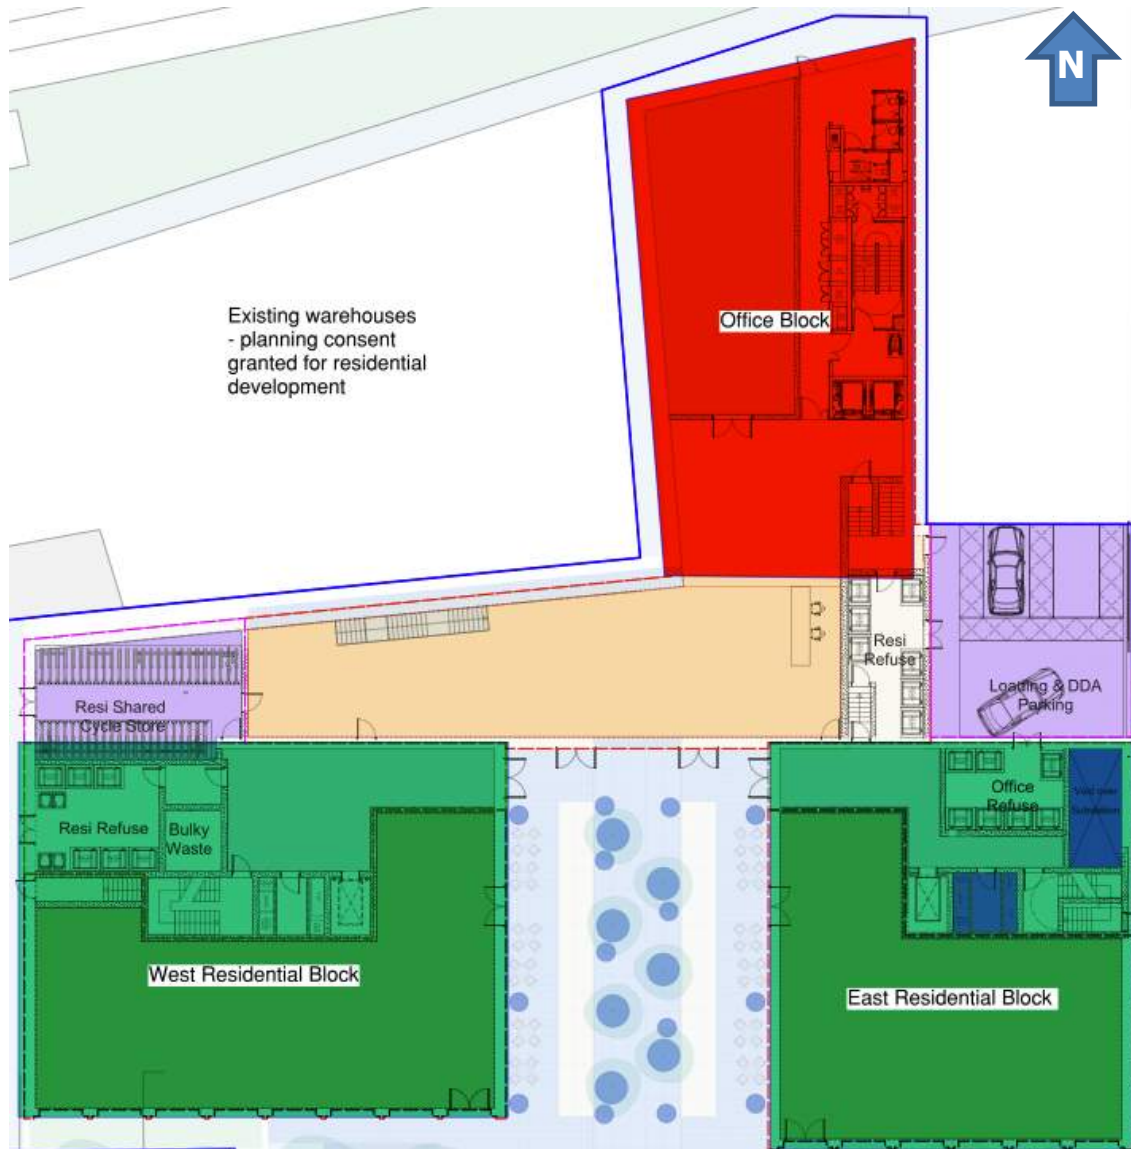 N
Existing warehouses
- planning consent
granted for residential
development
Office Block
Resi
Refuse
Resi Shared
Cycle Store
Loading & DDA
Parking
Resi Refuse
Bulky
Waste
Office
Refuse
Substation
West Residential Block
East Residential Block